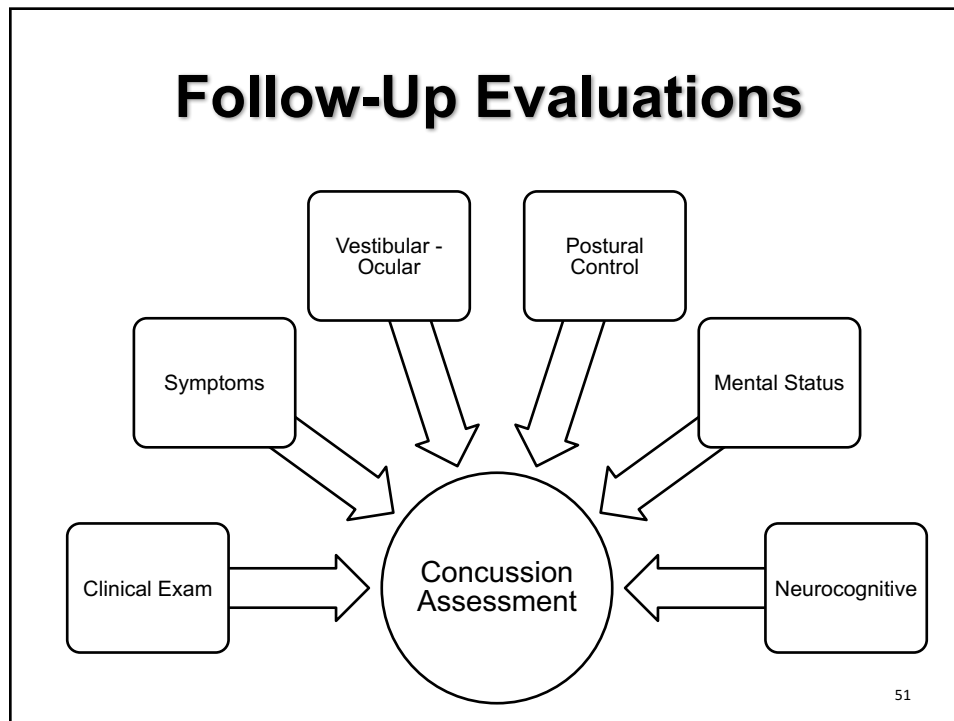 Follow-Up Evaluations
Vestibular -
Ocular
Postural
Control
Symptoms
Mental Status
Clinical Exam
Concussion
Assessment
Neurocognitive
51